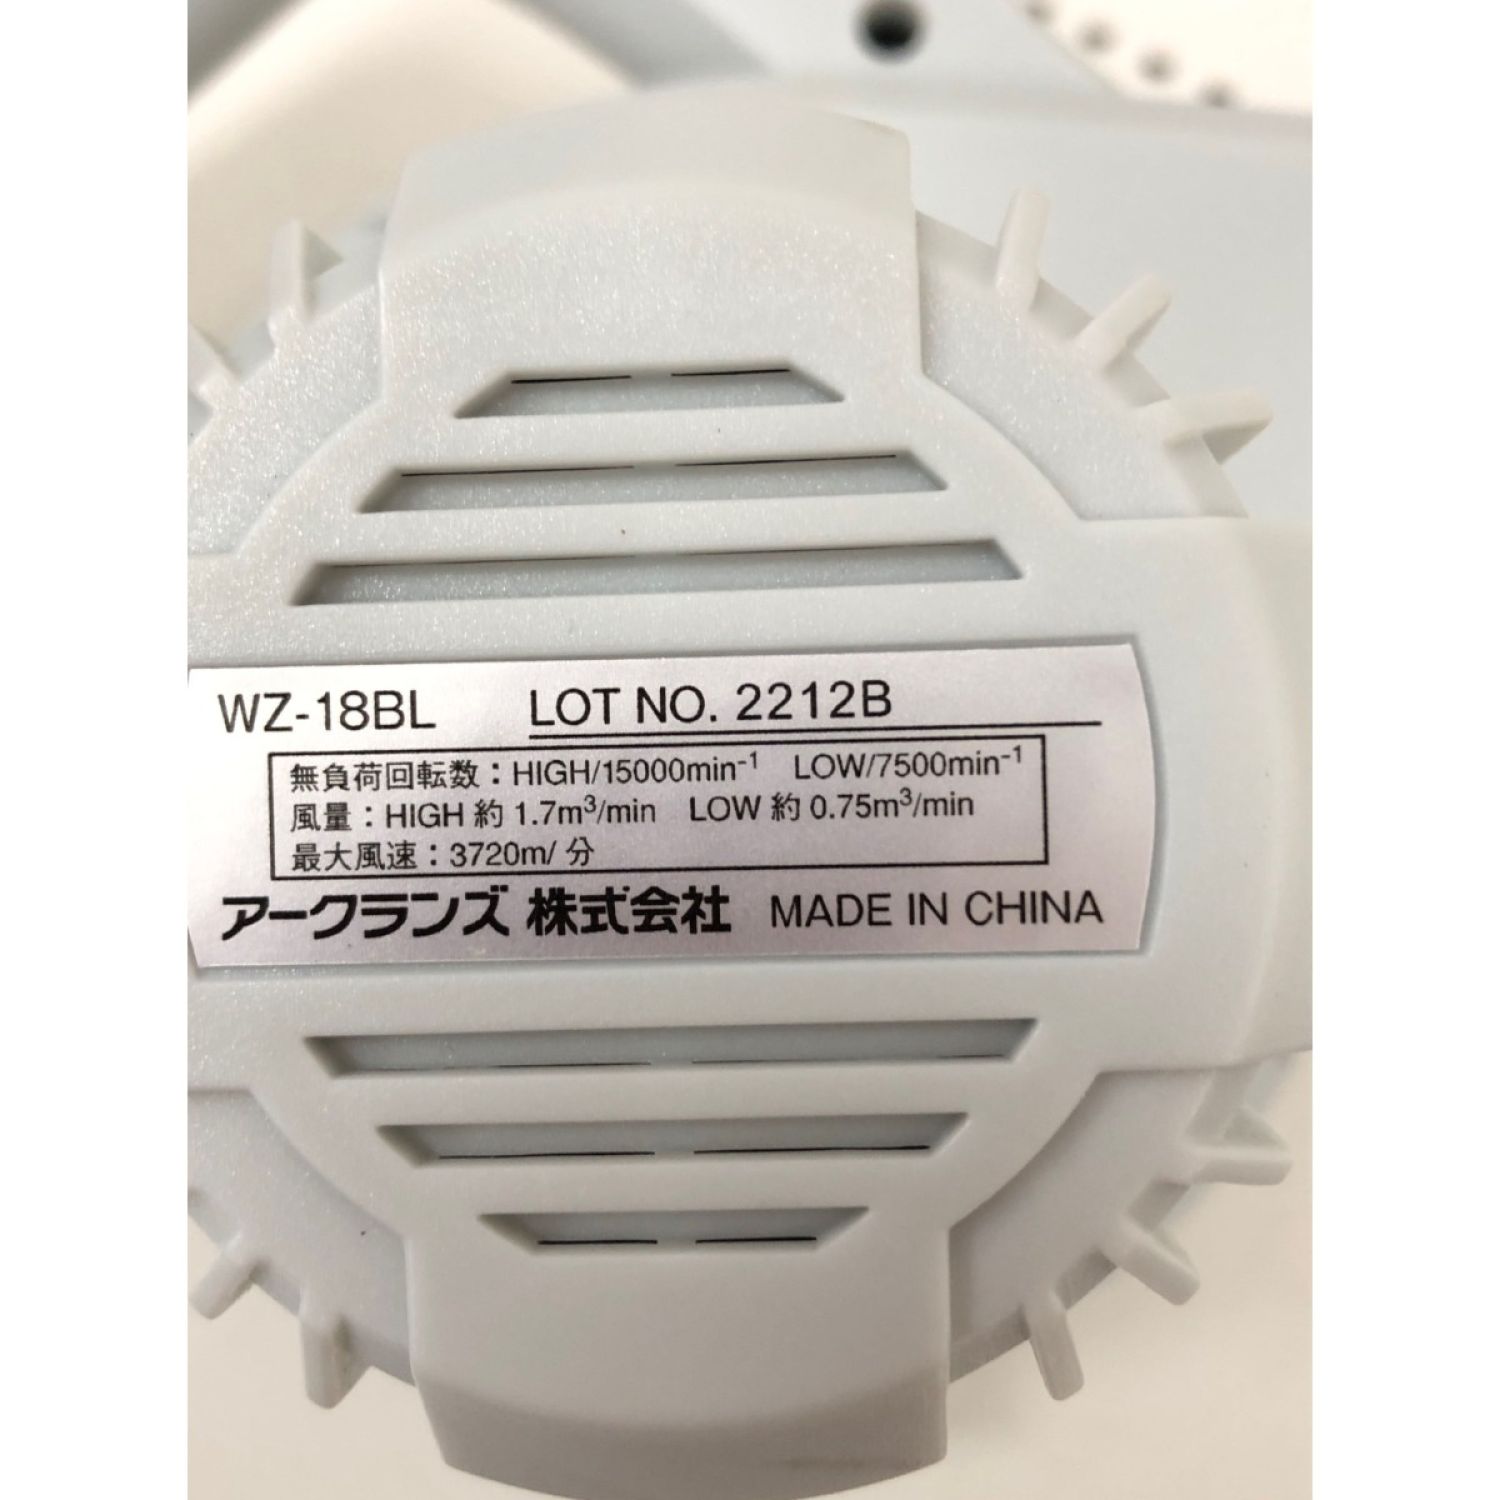 WZ-18BL LOT NO. 2212B
無負荷回転数：HIGH/15000min⁻¹ LOW/7500min⁻¹
風量：HIGH 約 1.7m³/min LOW 約 0.75m³/min
最大風速：3720m/ 分
アークランズ 株式会社 MADE IN CHINA